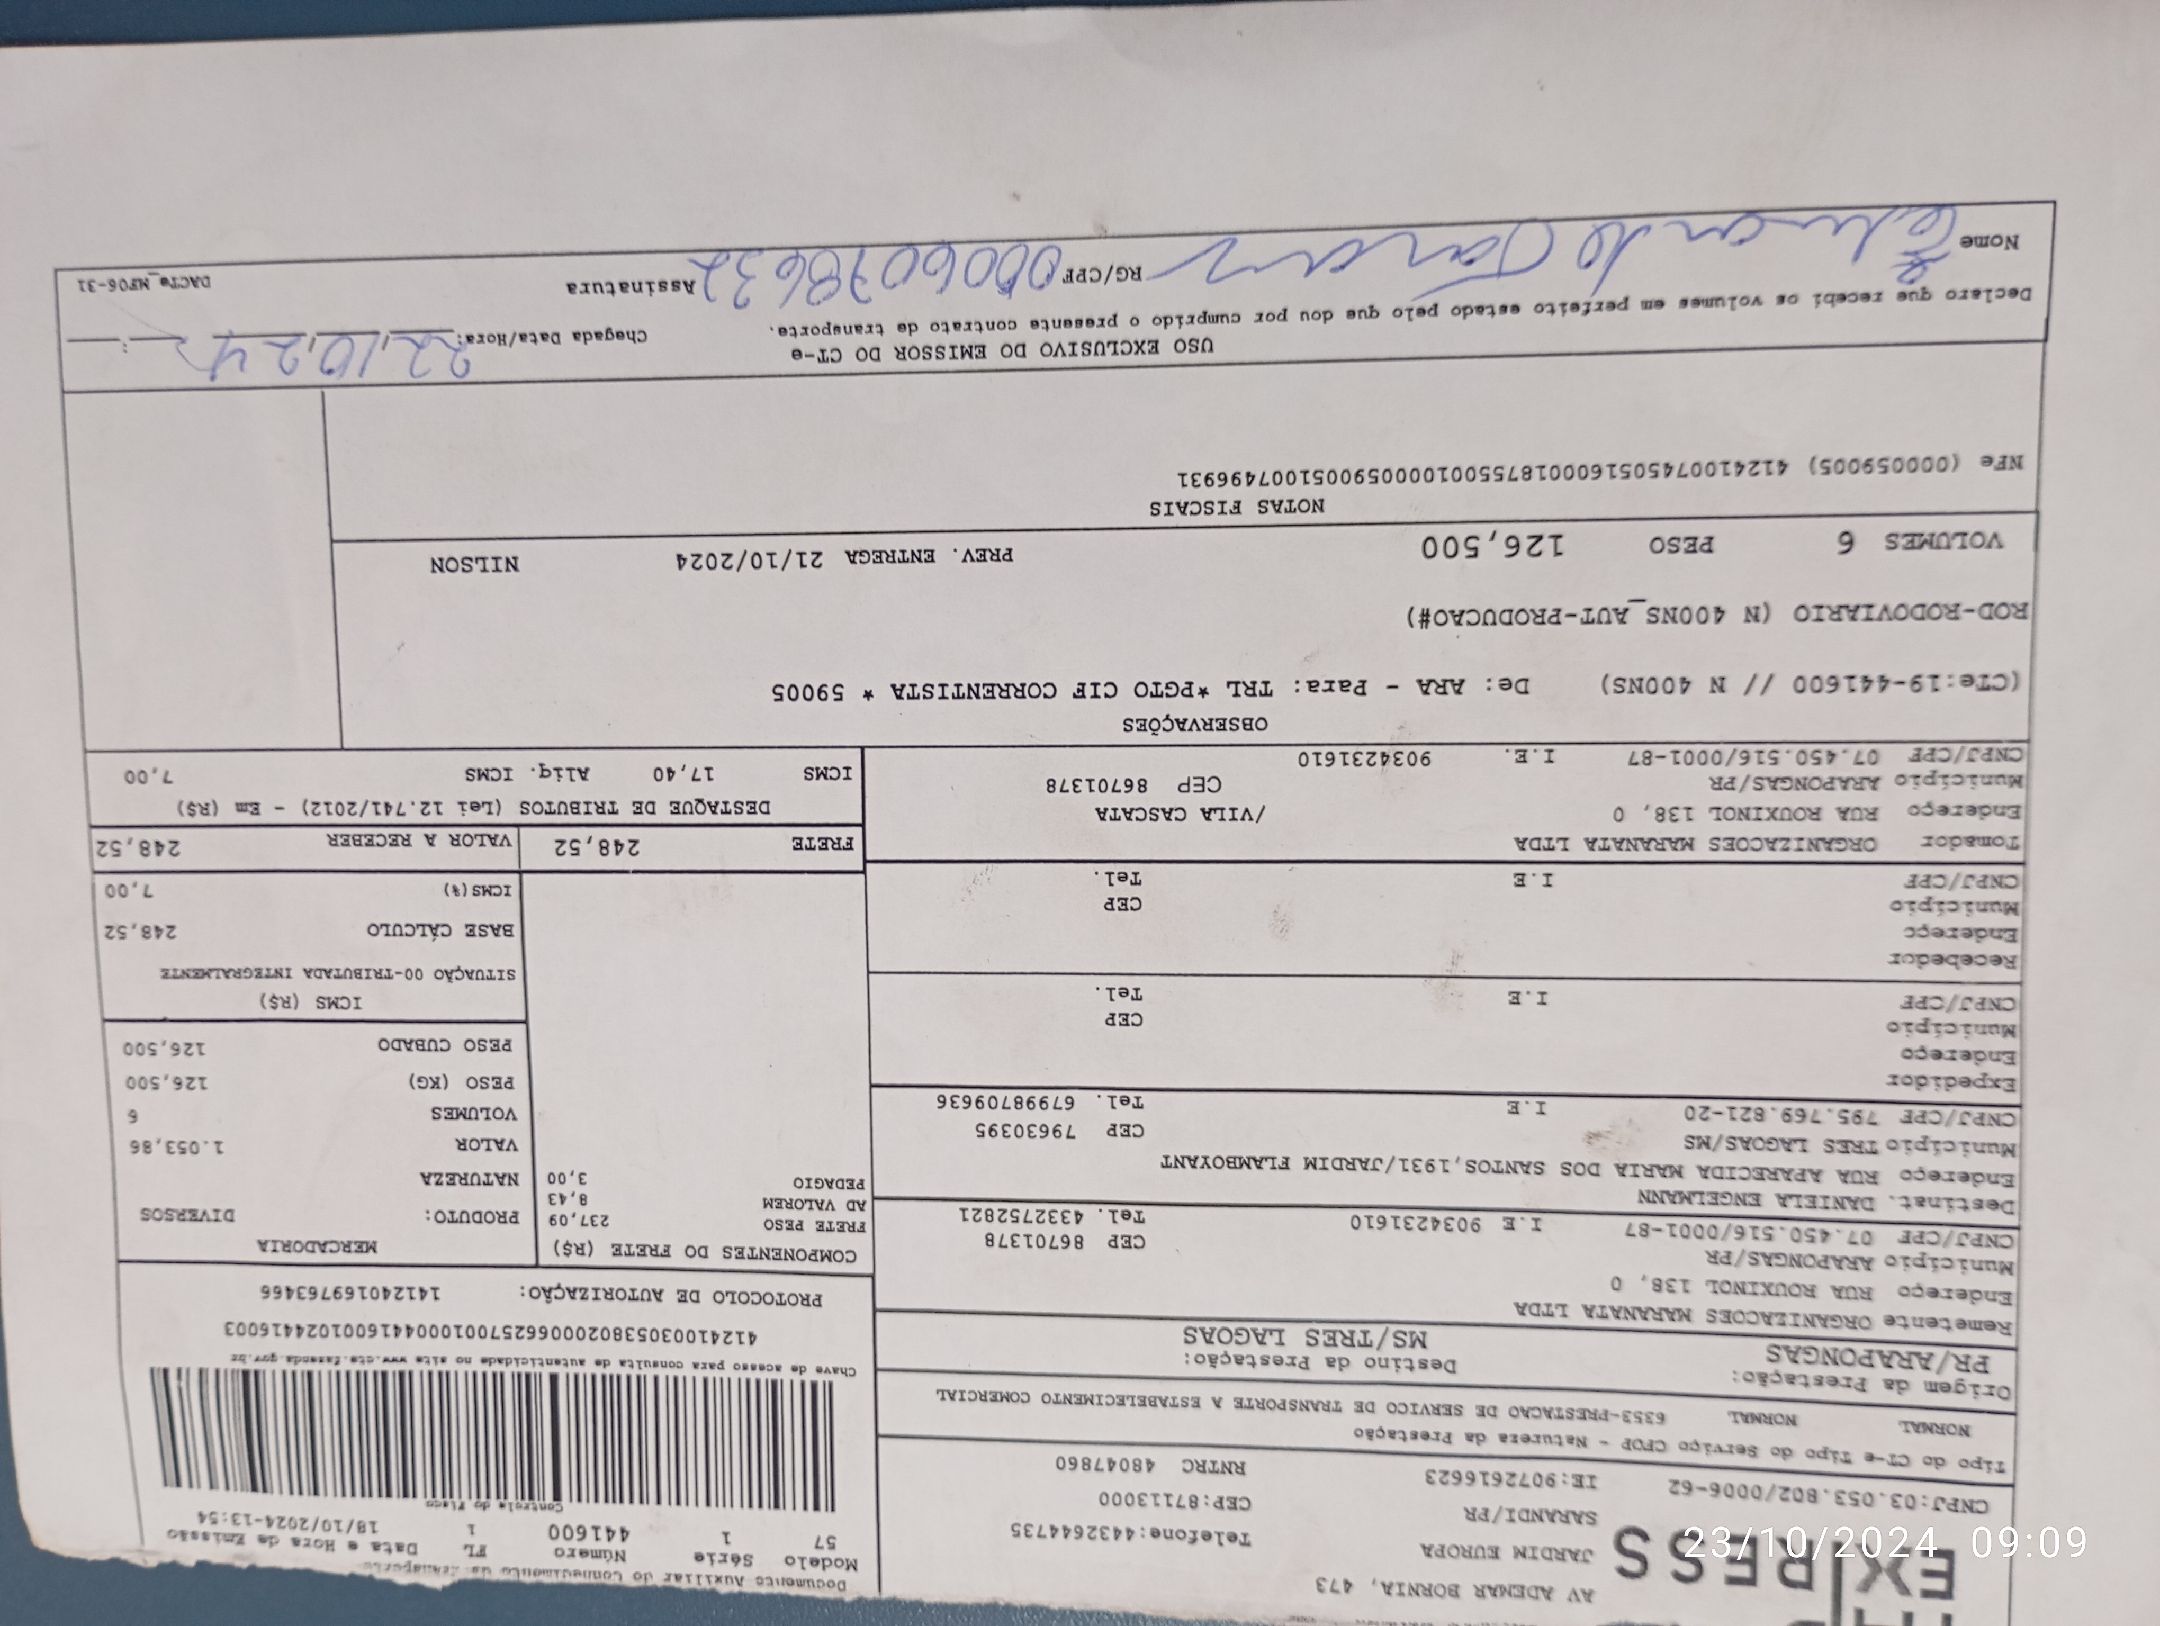 EXPRESS
AV ADEMAR BORNIA, 473
JARDIM EUROPA
SARANDI/PR
Telefone:4432644735
CEP:87113000
CNPJ:03.053.802/0006-62 IE:9072616623 RNTRC 48047860
Documento Auxiliar do Conhecimento de Transporte
Modelo Série Número FL Data e Hora de Emissão
57 1 441600 1 18/10/2024-13:54
Controle do Fisco
Chave de acesso para consulta de autenticidade no site www.cte.fazenda.gov.br
41241003053802000662570010004416001024416003
PROTOCOLO DE AUTORIZAÇÃO: 141240169763466
Tipo do CT-e Tipo do Serviço CFOP - Natureza da Prestação
NORMAL NORMAL 6353-PRESTACAO DE SERVICO DE TRANSPORTE A ESTABELECIMENTO COMERCIAL
Origem da Prestação: Destino da Prestação:
PR/ARAPONGAS MS/TRES LAGOAS
Remetente ORGANIZACOES MARANATA LTDA
Endereço RUA ROUXINOL 138, 0
Município ARAPONGAS/PR CEP 86701378
CNPJ/CPF 07.450.516/0001-87 I.E 9034231610 Tel. 4332752821
Destinat. DANIELA ENGELMANN
Endereço RUA APARECIDA MARIA DOS SANTOS,1931/JARDIM FLAMBOYANT
Município TRES LAGOAS/MS CEP 79630395
CNPJ/CPF 795.769.821-20 I.E Tel. 67998709636
Expedidor
Endereço
Município CEP
CNPJ/CPF I.E Tel.
Recebedor
Endereço
Município CEP
CNPJ/CPF I.E Tel.
Tomador ORGANIZACOES MARANATA LTDA
Endereço RUA ROUXINOL 138, 0 /VILA CASCATA
Município ARAPONGAS/PR CEP 86701378
CNPJ/CPF 07.450.516/0001-87 I.E. 9034231610
COMPONENTES DO FRETE (R$)
FRETE PESO 237,09
AD VALOREM 8,43
PEDAGIO 3,00
MERCADORIA
PRODUTO: DIVERSOS
NATUREZA
VALOR 1.053,86
VOLUMES 6
PESO (KG) 126,500
PESO CUBADO 126,500
ICMS (R$)
SITUAÇÃO 00-TRIBUTADA INTEGRALMENTE
BASE CÁLCULO 248,52
ICMS(%) 7,00
FRETE 248,52 VALOR A RECEBER 248,52
DESTAQUE DE TRIBUTOS (Lei 12.741/2012) - Em (R$)
ICMS 17,40 Aliq. ICMS 7,00
OBSERVAÇÕES
(CTe:19-441600 // N 400NS) De: ARA - Para: TRL *PGTO CIF CORRENTISTA * 59005
ROD-RODOVIARIO (N 400NS_AUT-PRODUCAO#)
VOLUMES 6 PESO 126,500 PREV. ENTREGA 21/10/2024 NILSON
NOTAS FISCAIS
NFe (000059005) 41241007450516000187550010000590051007496931
USO EXCLUSIVO DO EMISSOR DO CT-e
Chegada Data/Hora: 22,10,24 :
Declaro que recebi os volumes em perfeito estado pelo que dou por cumprido o presente contrato de transporte.
Nome RG/CPF 0006078632 Assinatura DACTe_MF06-31
23/10/2024 09:09